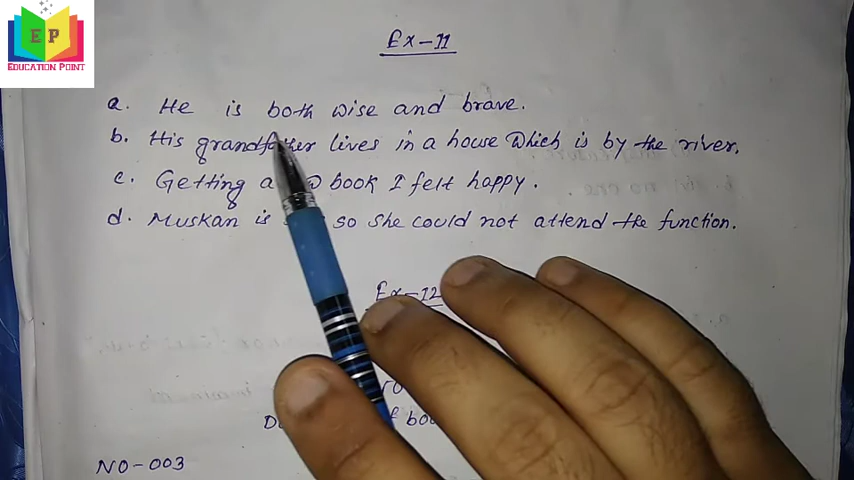 EP
EDUCATION POINT
Ex-11
a. He is both wise and brave.
b. His grandfather lives in a house which is by the river.
c. Getting a book I felt happy.
d. Muskan is so she could not attend the function.
Ex-12
NO-003